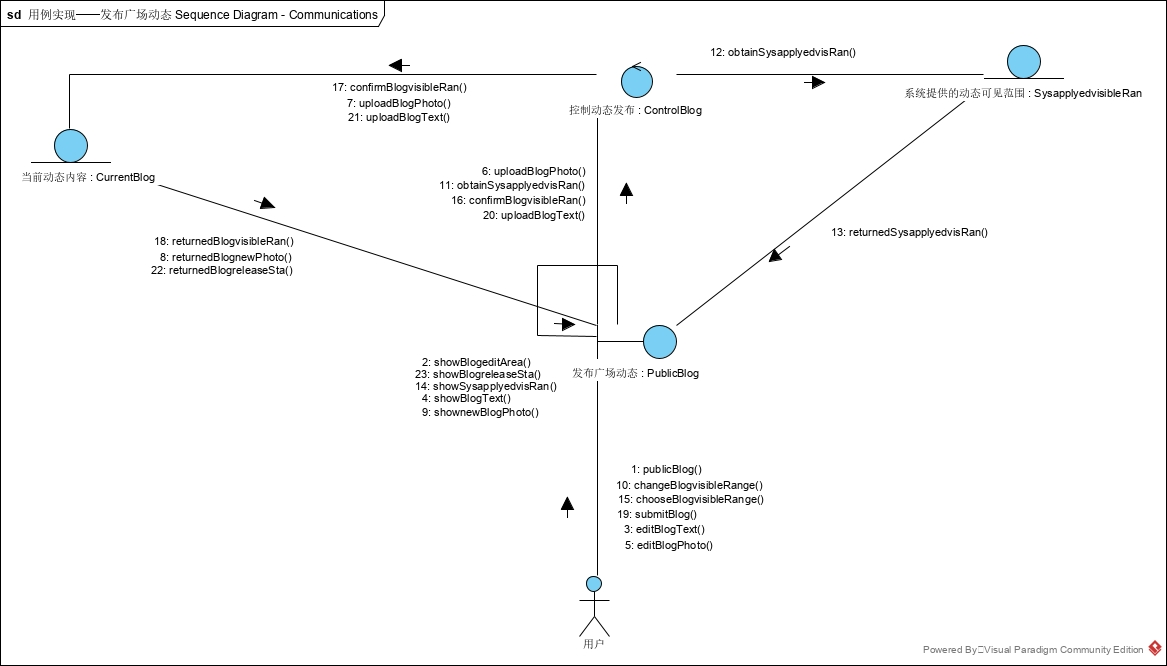 sd 用例实现——发布广场动态 Sequence Diagram - Communications
12: obtainSysapplyedvisRan()
17: confirmBlogvisibleRan()
7: uploadBlogPhoto()
21: uploadBlogText()
控制动态发布 : ControlBlog
系统提供的动态可见范围 : SysapplyedvisibleRan
当前动态内容 : CurrentBlog
6: uploadBlogPhoto()
11: obtainSysapplyedvisRan()
16: confirmBlogvisibleRan()
20: uploadBlogText()
18: returnedBlogvisibleRan()
8: returnedBlognewPhoto()
22: returnedBlogreleaseSta()
13: returnedSysapplyedvisRan()
2: showBlogeditArea()
23: showBlogreleaseSta()
14: showSysapplyedvisRan()
4: showBlogText()
9: shownewBlogPhoto()
发布广场动态 : PublicBlog
1: publicBlog()
10: changeBlogvisibleRange()
15: chooseBlogvisibleRange()
19: submitBlog()
3: editBlogText()
5: editBlogPhoto()
用户
Powered By Visual Paradigm Community Edition